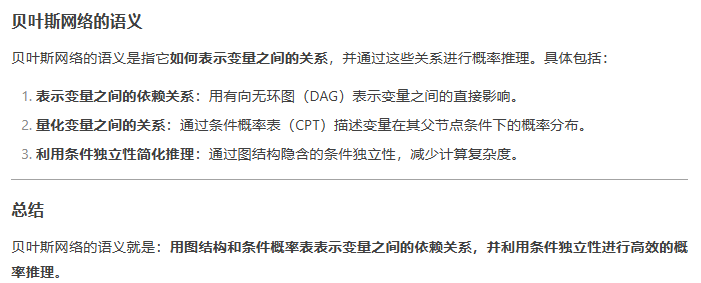 贝叶斯网络的语义
贝叶斯网络的语义是指它如何表示变量之间的关系，并通过这些关系进行概率推理。具体包括：
1. 表示变量之间的依赖关系：用有向无环图（DAG）表示变量之间的直接影响。
2. 量化变量之间的关系：通过条件概率表（CPT）描述变量在其父节点条件下的概率分布。
3. 利用条件独立性简化推理：通过图结构隐含的条件独立性，减少计算复杂度。
总结
贝叶斯网络的语义就是：用图结构和条件概率表表示变量之间的依赖关系，并利用条件独立性进行高效的概
率推理。